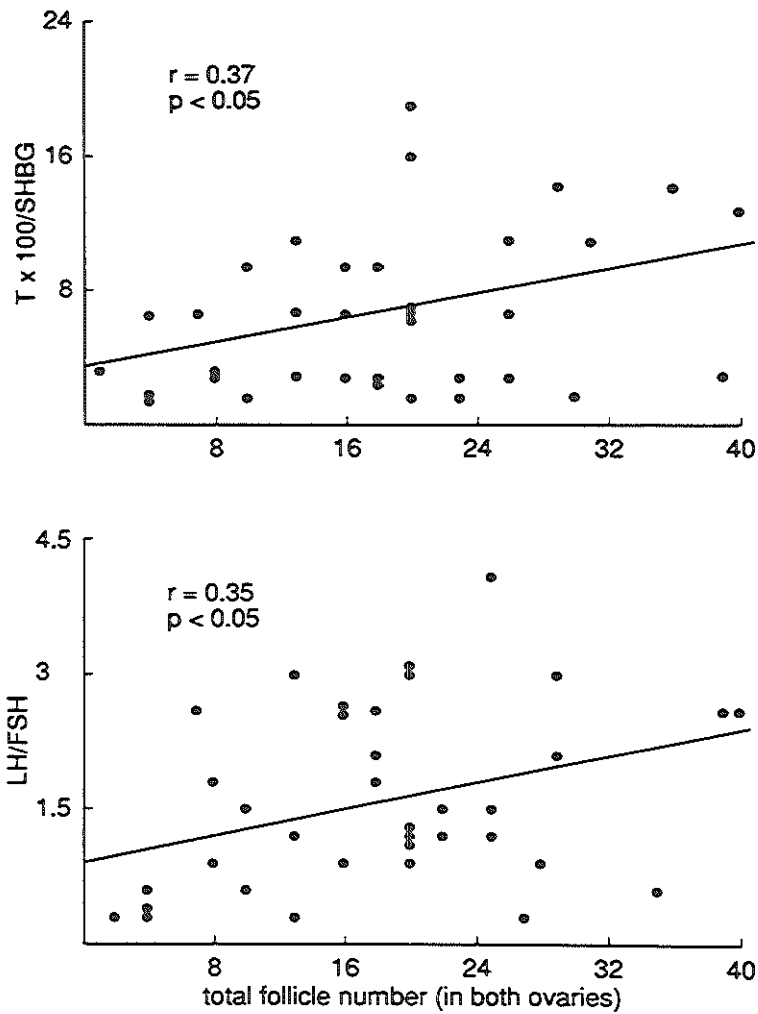 24
r = 0.37
p < 0.05
16
T x 100/SHBG
8
8 16 24 32 40
4.5
r = 0.35
p < 0.05
3
LH/FSH
1.5
8 16 24 32 40
total follicle number (in both ovaries)